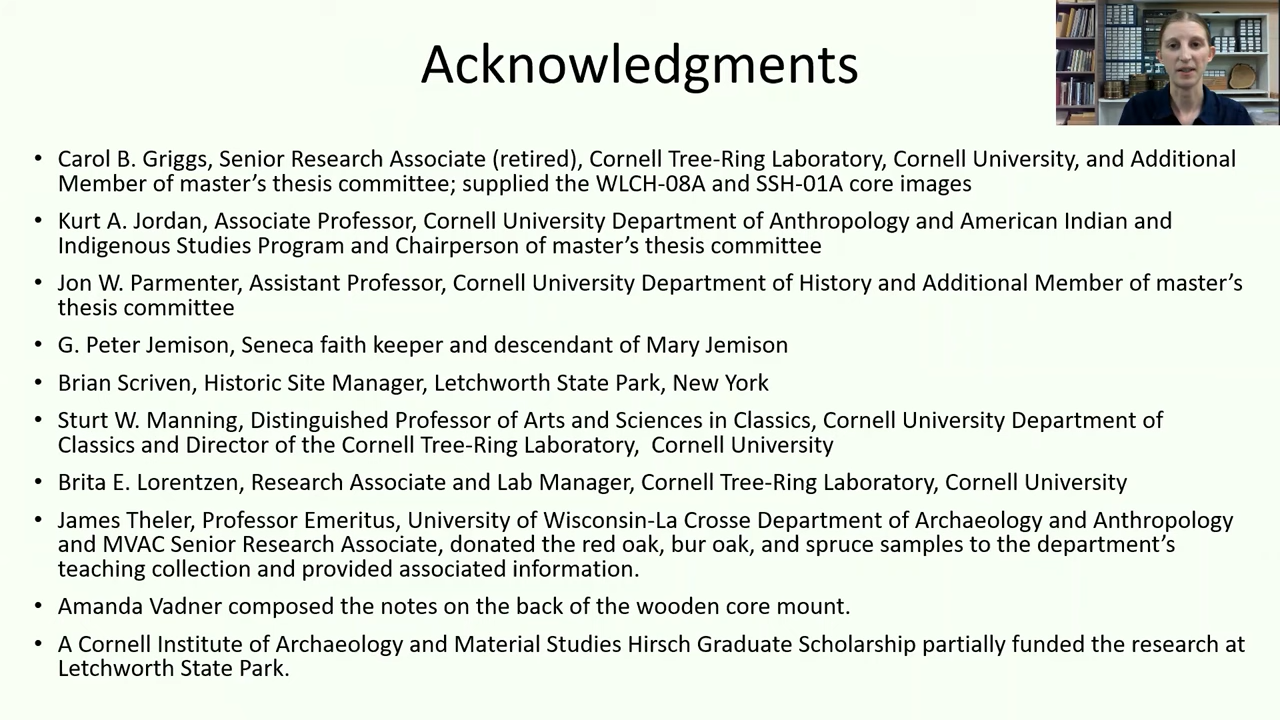 Acknowledgments
• Carol B. Griggs, Senior Research Associate (retired), Cornell Tree-Ring Laboratory, Cornell University, and Additional
Member of master’s thesis committee; supplied the WLCH-08A and SSH-01A core images
• Kurt A. Jordan, Associate Professor, Cornell University Department of Anthropology and American Indian and
Indigenous Studies Program and Chairperson of master’s thesis committee
• Jon W. Parmenter, Assistant Professor, Cornell University Department of History and Additional Member of master’s
thesis committee
• G. Peter Jemison, Seneca faith keeper and descendant of Mary Jemison
• Brian Scriven, Historic Site Manager, Letchworth State Park, New York
• Sturt W. Manning, Distinguished Professor of Arts and Sciences in Classics, Cornell University Department of
Classics and Director of the Cornell Tree-Ring Laboratory,  Cornell University
• Brita E. Lorentzen, Research Associate and Lab Manager, Cornell Tree-Ring Laboratory, Cornell University
• James Theler, Professor Emeritus, University of Wisconsin-La Crosse Department of Archaeology and Anthropology
and MVAC Senior Research Associate, donated the red oak, bur oak, and spruce samples to the department’s
teaching collection and provided associated information.
• Amanda Vadner composed the notes on the back of the wooden core mount.
• A Cornell Institute of Archaeology and Material Studies Hirsch Graduate Scholarship partially funded the research at
Letchworth State Park.